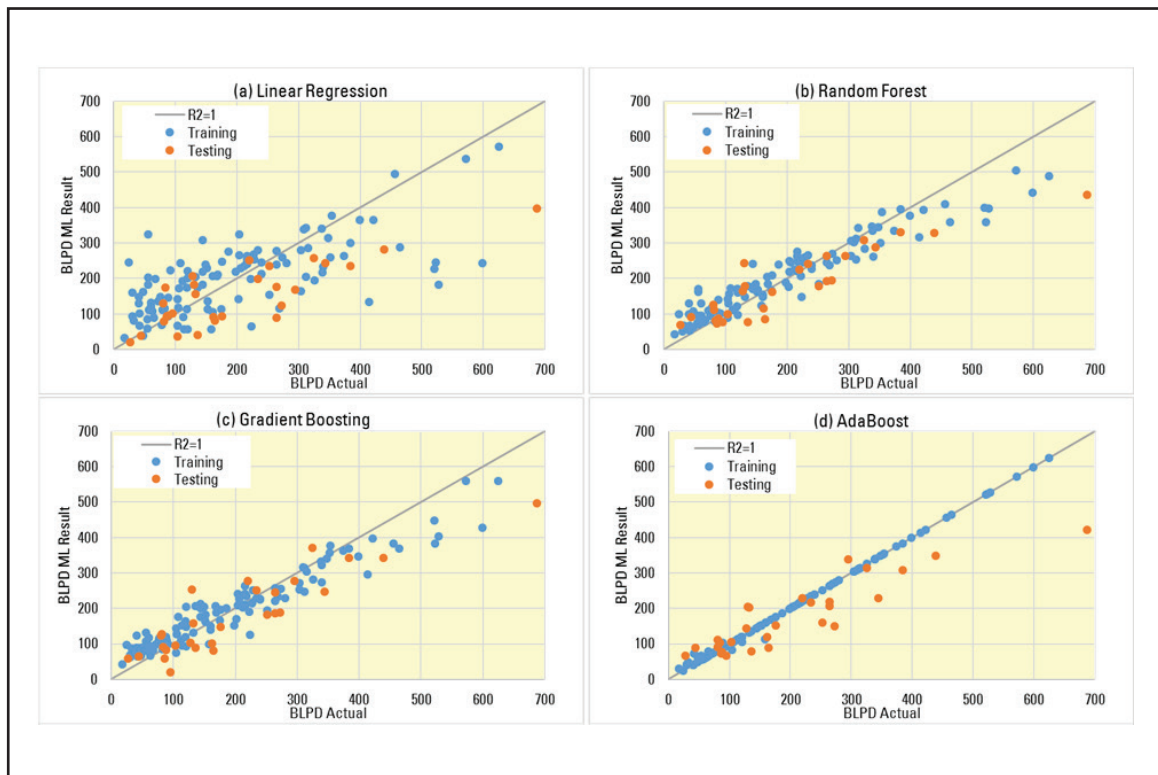 (a) Linear Regression
700
600
500
400
300
200
100
0
BLPD ML Result
R2=1
Training
Testing
0 100 200 300 400 500 600 700
BLPD Actual
(b) Random Forest
700
600
500
400
300
200
100
0
BLPD ML Result
R2=1
Training
Testing
0 100 200 300 400 500 600 700
BLPD Actual
(c) Gradient Boosting
700
600
500
400
300
200
100
0
BLPD ML Result
R2=1
Training
Testing
0 100 200 300 400 500 600 700
BLPD Actual
(d) AdaBoost
700
600
500
400
300
200
100
0
BLPD ML Result
R2=1
Training
Testing
0 100 200 300 400 500 600 700
BLPD Actual